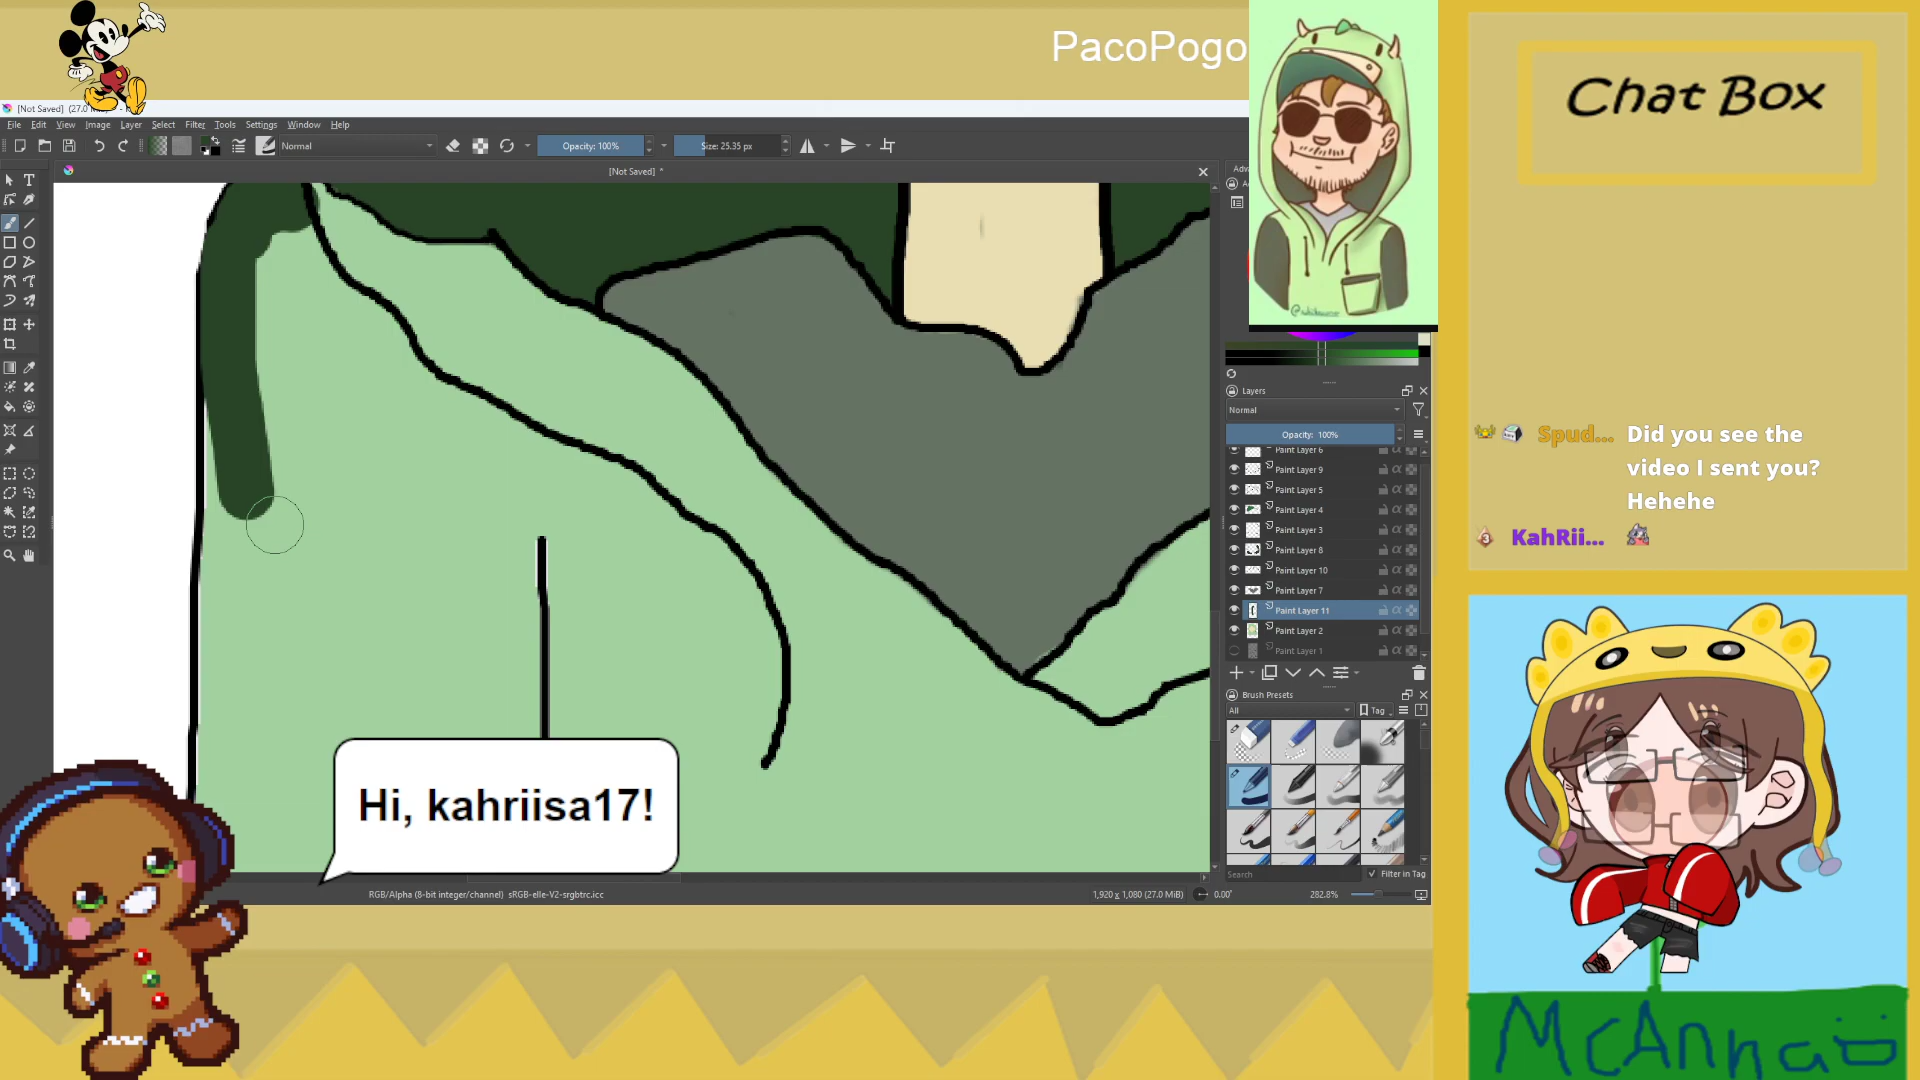 PacoPogo
[Not Saved] (27.0
File Edit View Image Layer Select Filter Tools Settings Window Help
Normal
Opacity: 100%
Size: 25.35 px
[Not Saved] *
Layers
Normal
Opacity: 100%
Paint Layer 6
Paint Layer 9
Paint Layer 5
Paint Layer 4
Paint Layer 3
Paint Layer 8
Paint Layer 10
Paint Layer 7
Paint Layer 11
Paint Layer 2
Paint Layer 1
Brush Presets
All
Tag
Search
Filter in Tag
RGB/Alpha (8-bit integer/channel) sRGB-elle-V2-srgbtrc.icc
1,920 x 1,080 (27.0 MiB)
0.00°
282.8%
Hi, kahriisa17!
Chat Box
Spud... Did you see the
video I sent you?
Hehehe
KahRii...
McAnna